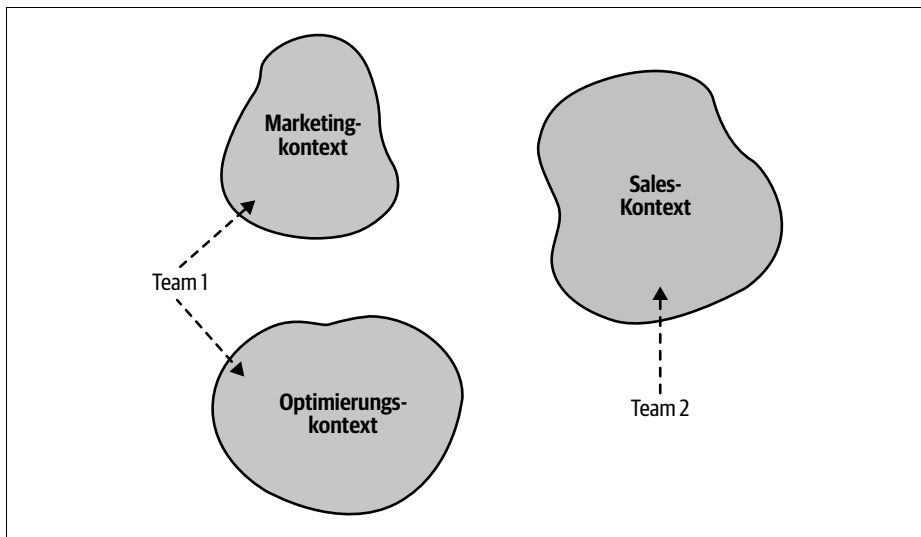 Marketing-
kontext
Sales-
Kontext
Team 1
Optimierungs-
kontext
Team 2